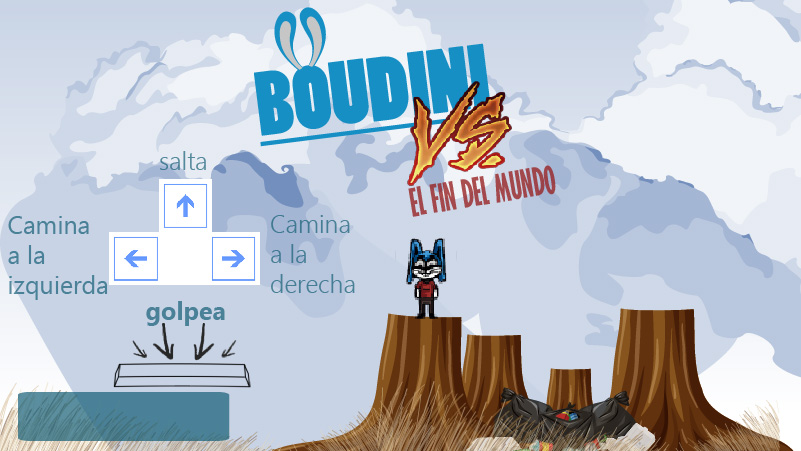 BOUDINI
VS.
EL FIN DEL MUNDO
salta
Camina
a la
izquierda
Camina
a la
derecha
golpea